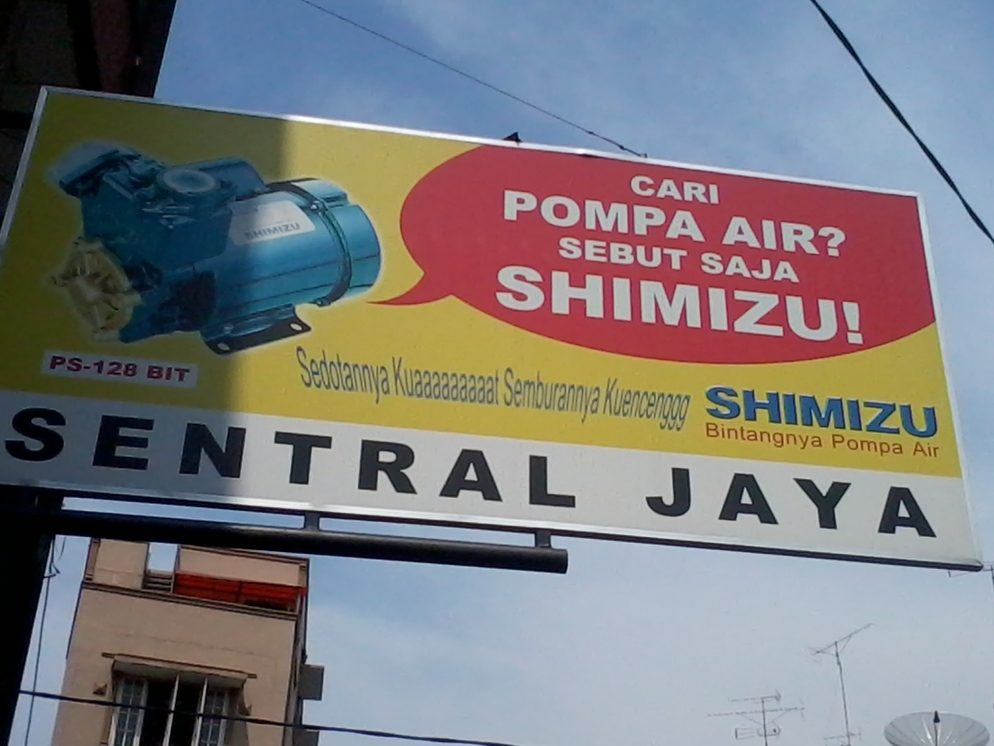 CARI
POMPA AIR?
SEBUT SAJA
SHIMIZU!
SHIMIZU
PS-128 BIT
Sedotannya Kuaaaaaaaaaat Semburannya Kuencenggg
SHIMIZU
Bintangnya Pompa Air
SENTRAL JAYA